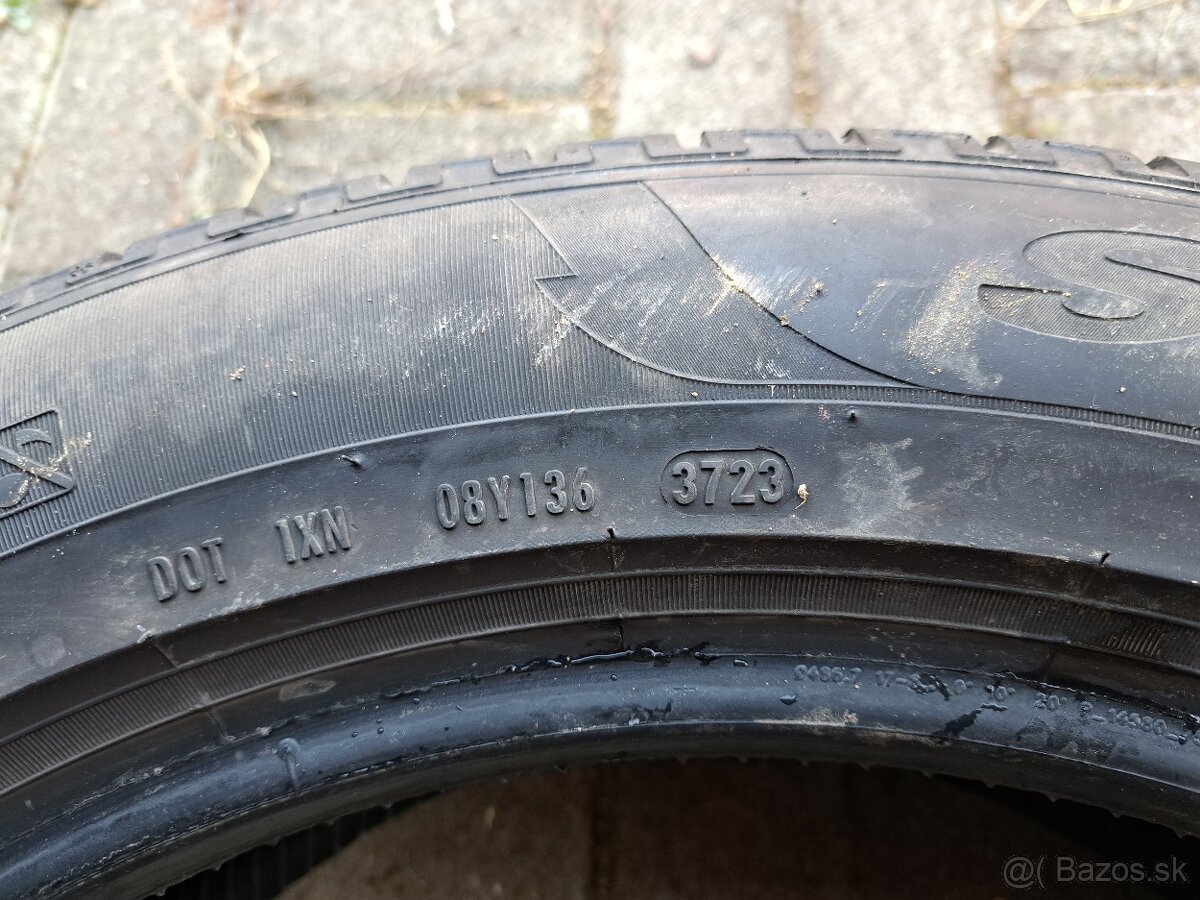 S
DOT 1XN 08Y136 3723
@( Bazos.sk